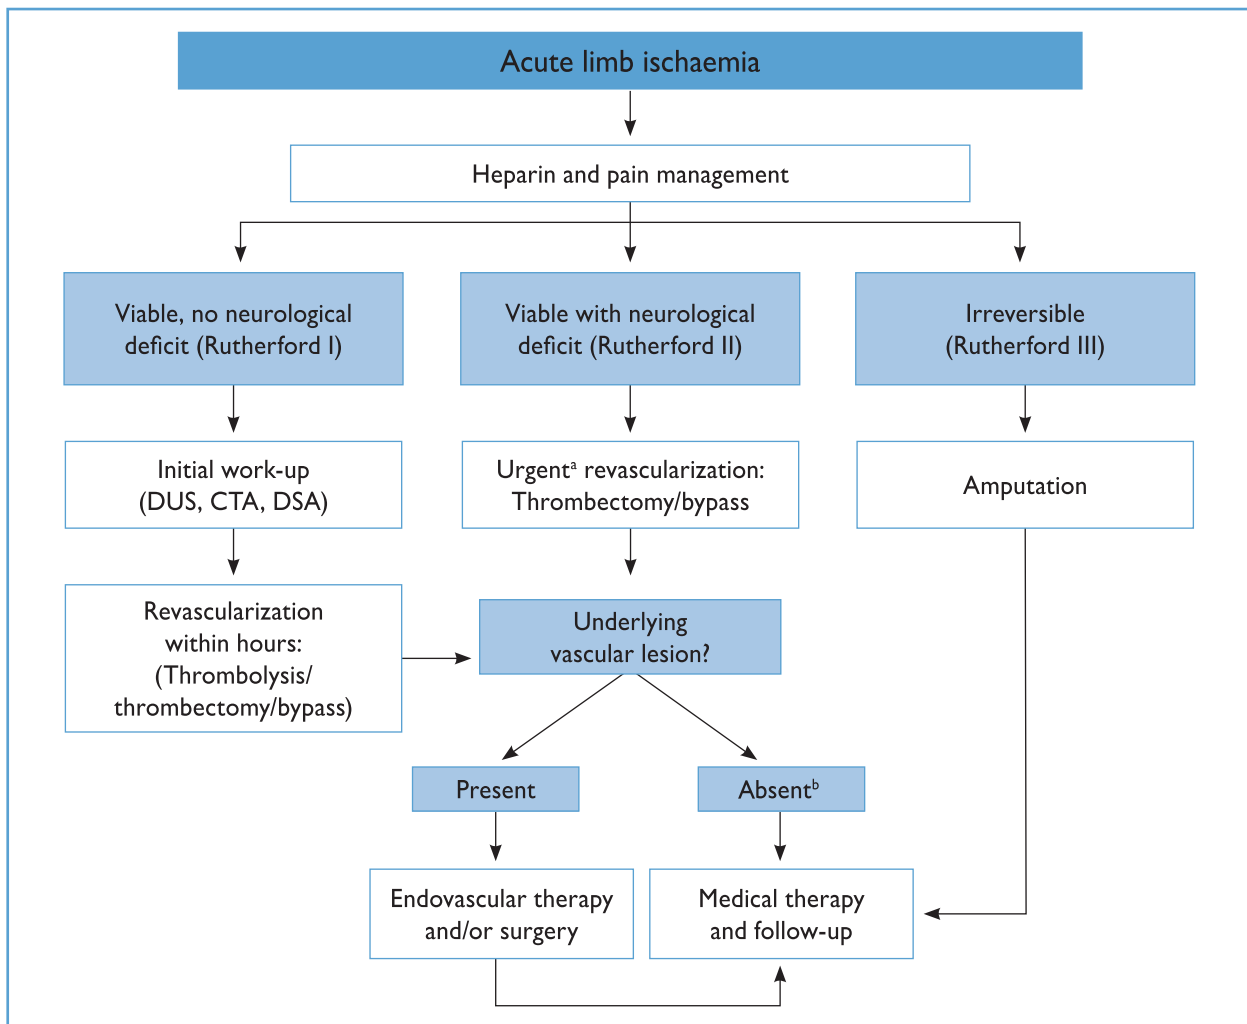 Acute limb ischaemia
Heparin and pain management
Viable, no neurological
deficit (Rutherford I)
Viable with neurological
deficit (Rutherford II)
Irreversible
(Rutherford III)
Initial work-up
(DUS, CTA, DSA)
Urgentᵃ revascularization:
Thrombectomy/bypass
Amputation
Revascularization
within hours:
(Thrombolysis/
thrombectomy/bypass)
Underlying
vascular lesion?
Present
Absentᵇ
Endovascular therapy
and/or surgery
Medical therapy
and follow-up